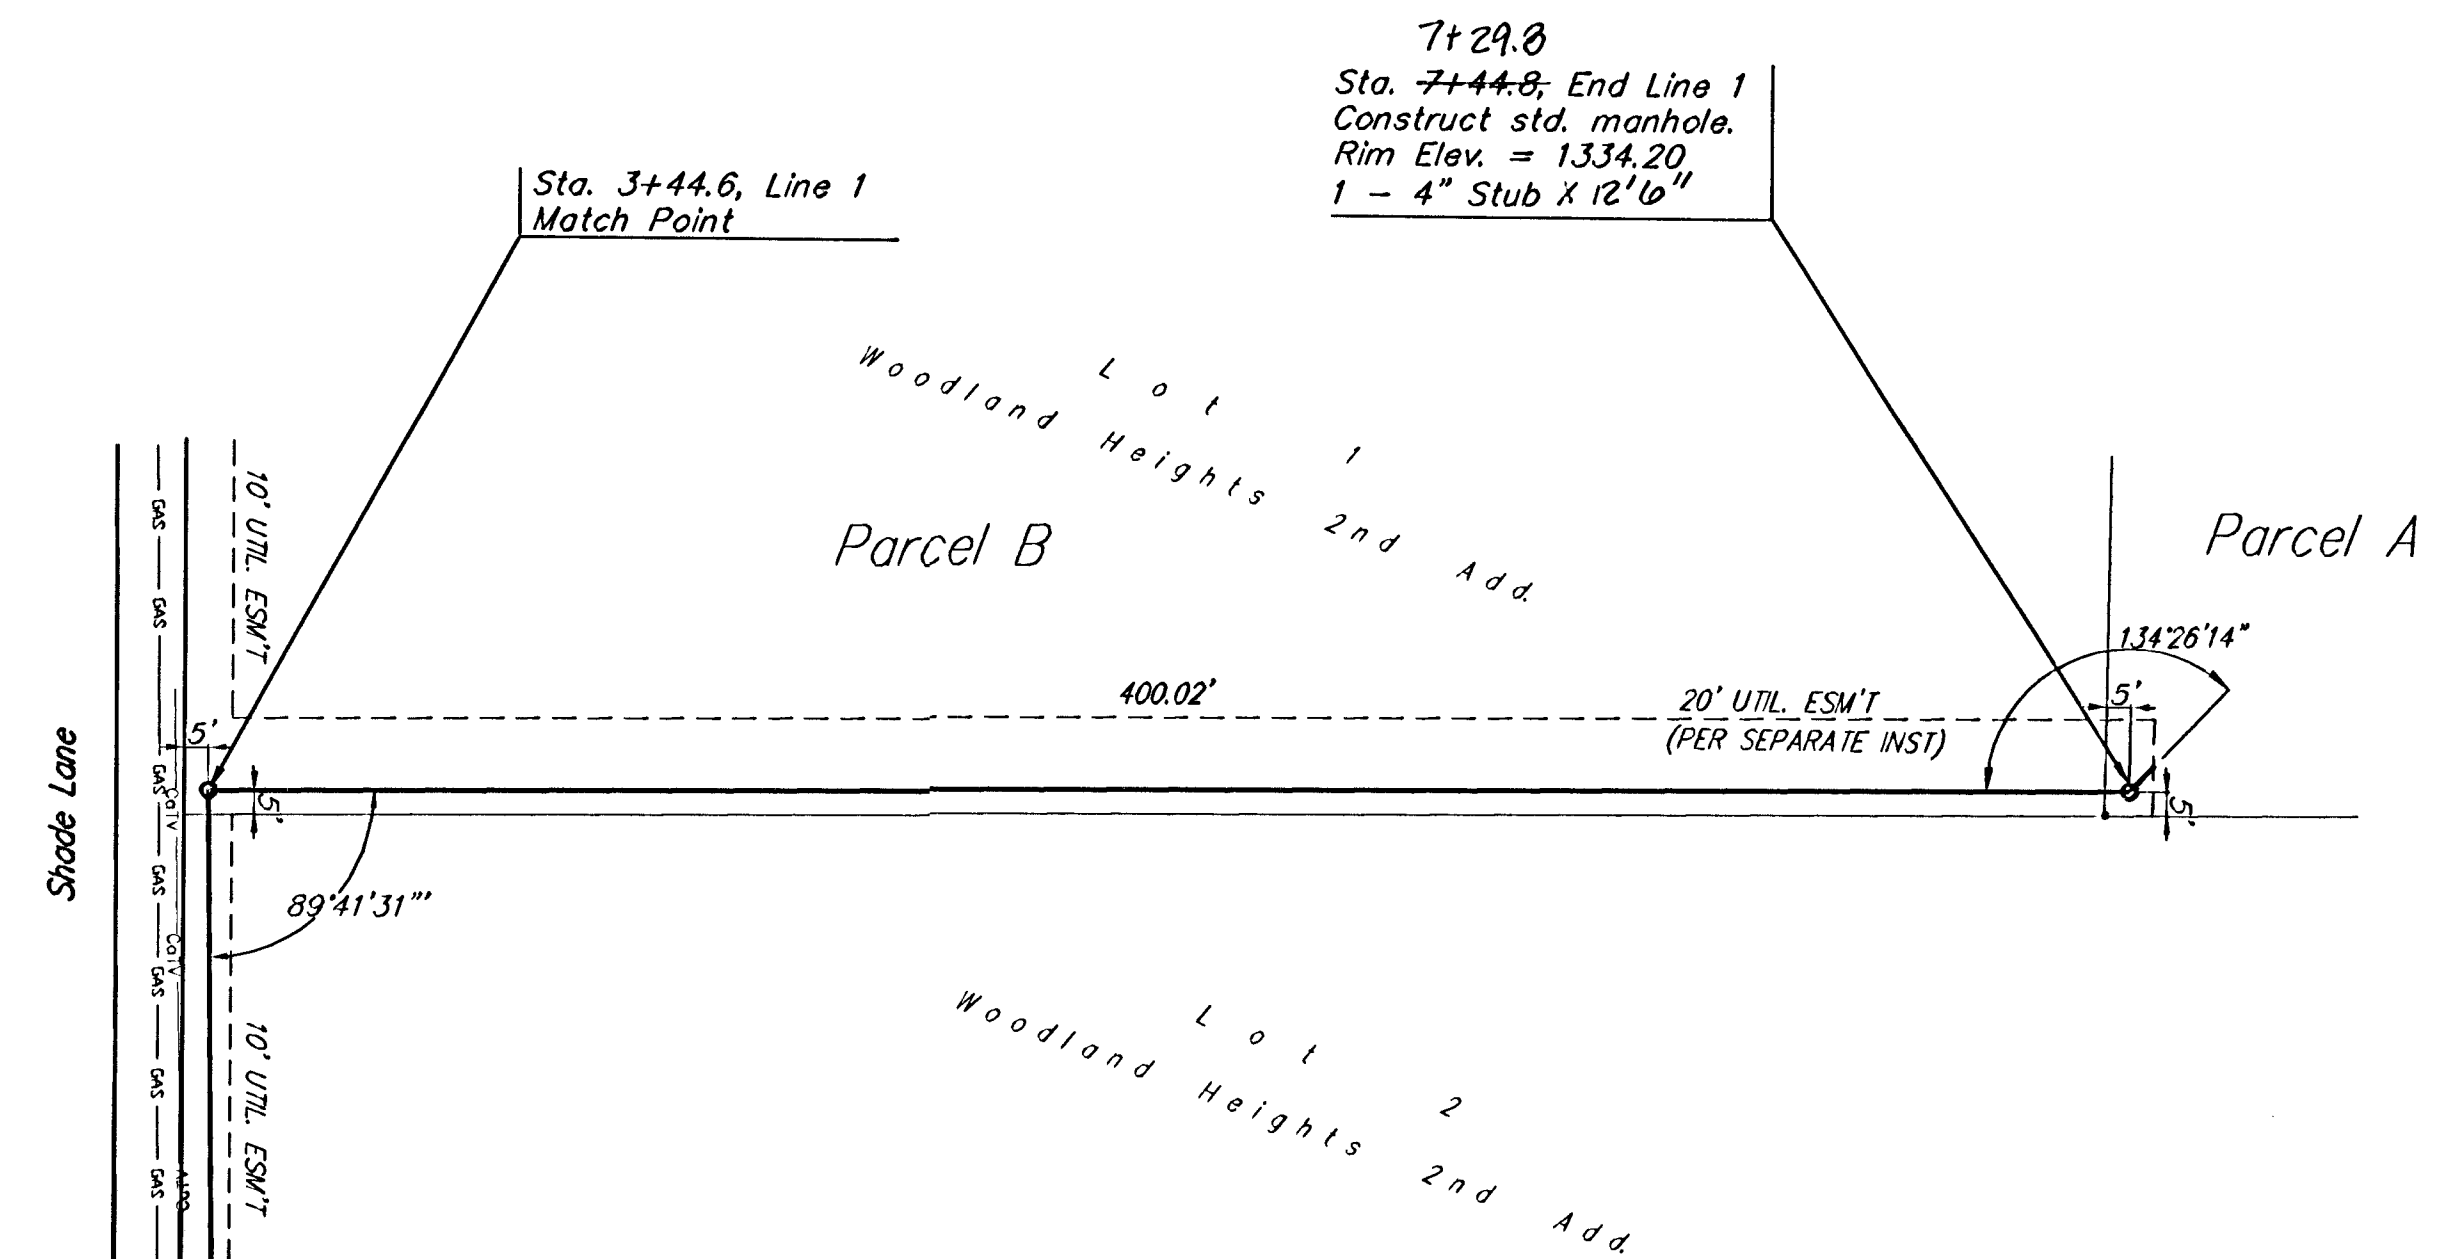 7+29.8
Sta. 7+44.8, End Line 1
Construct std. manhole.
Rim Elev. = 1334.20
1 - 4" Stub X 12'6"
Sta. 3+44.6, Line 1
Match Point
Lot 1
Woodland Heights 2nd Add.
Parcel B
Parcel A
10' UTIL. ESM'T
GAS
GAS
134°26'14"
400.02'
20' UTIL. ESM'T
(PER SEPARATE INST)
5'
5'
5'
5'
Shade Lane
GAS
CaTV
89°41'31"'
GAS
CaTV
GAS
Lot 2
Woodland Heights 2nd Add.
10' UTIL. ESM'T
GAS
GAS